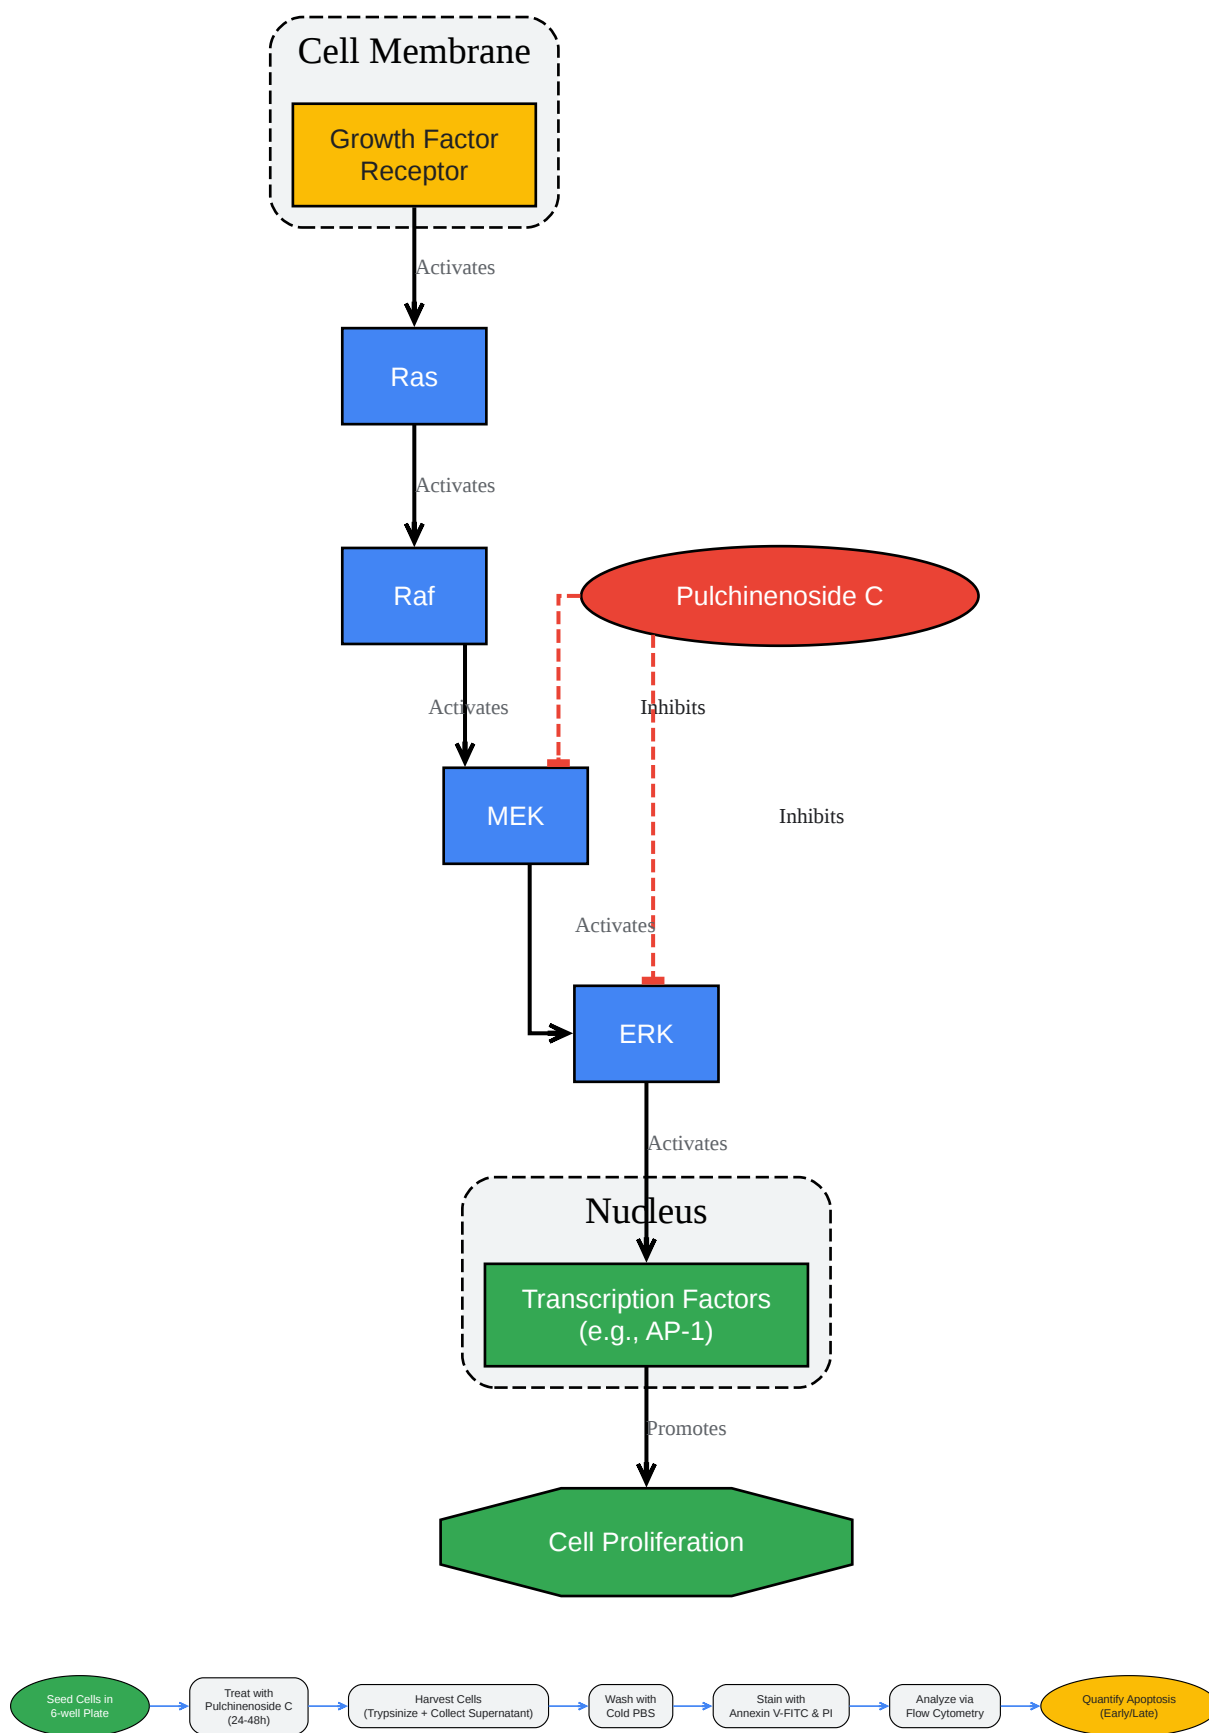 Cell Membrane
Growth Factor
Receptor
Activates
Ras
Activates
Raf
Pulchinenoside C
Activates
Inhibits
MEK
Inhibits
Activates
ERK
Activates
Nucleus
Transcription Factors
(e.g., AP-1)
Promotes
Cell Proliferation
Seed Cells in
6-well Plate
Treat with
Pulchinenoside C
(24-48h)
Harvest Cells
(Trypsinize + Collect Supernatant)
Wash with
Cold PBS
Stain with
Annexin V-FITC & PI
Analyze via
Flow Cytometry
Quantify Apoptosis
(Early/Late)